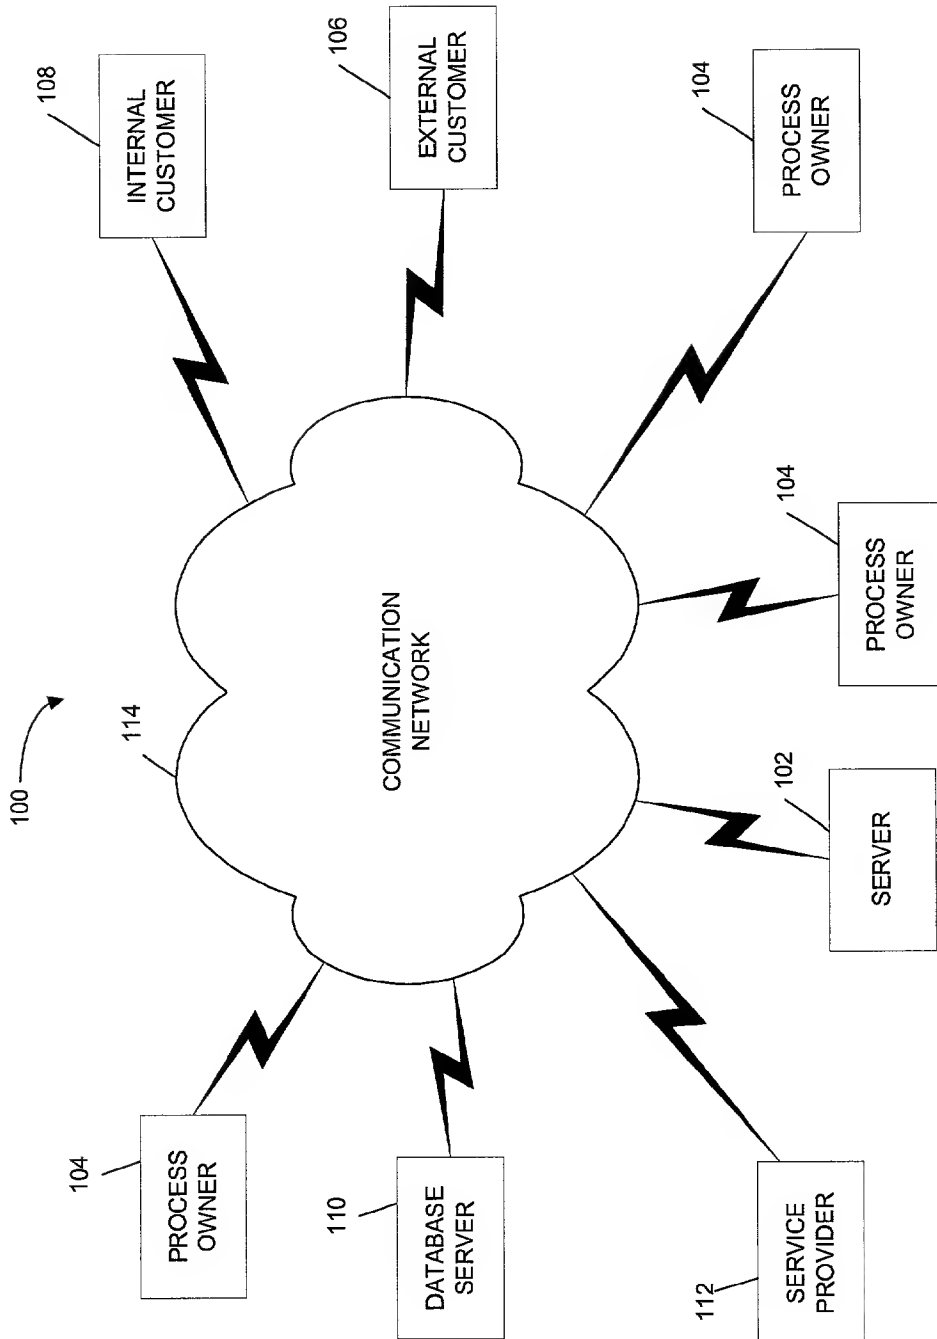 100
114
COMMUNICATION
NETWORK
104
PROCESS
OWNER
110
DATABASE
SERVER
112
SERVICE
PROVIDER
102
SERVER
104
PROCESS
OWNER
104
PROCESS
OWNER
106
EXTERNAL
CUSTOMER
108
INTERNAL
CUSTOMER